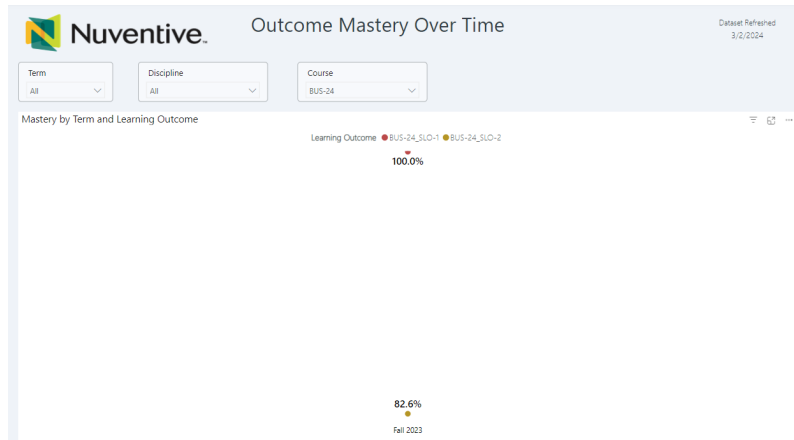 Nuventive.
Outcome Mastery Over Time
Dataset Refreshed
3/2/2024
Term
All
Discipline
All
Course
BUS-24
Mastery by Term and Learning Outcome
Learning Outcome BUS-24_SLO-1 BUS-24_SLO-2
100.0%
82.6%
Fall 2023